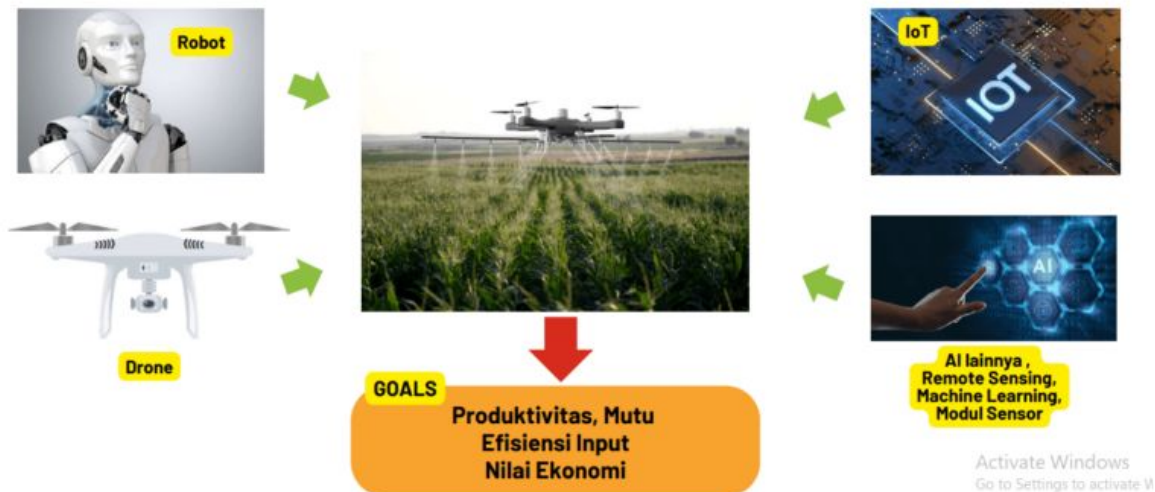 Robot
IoT
IOT
AI
Drone
AI lainnya ,
Remote Sensing,
Machine Learning,
Modul Sensor
GOALS
Produktivitas, Mutu
Efisiensi Input
Nilai Ekonomi
Activate Windows
Go to Settings to activate W